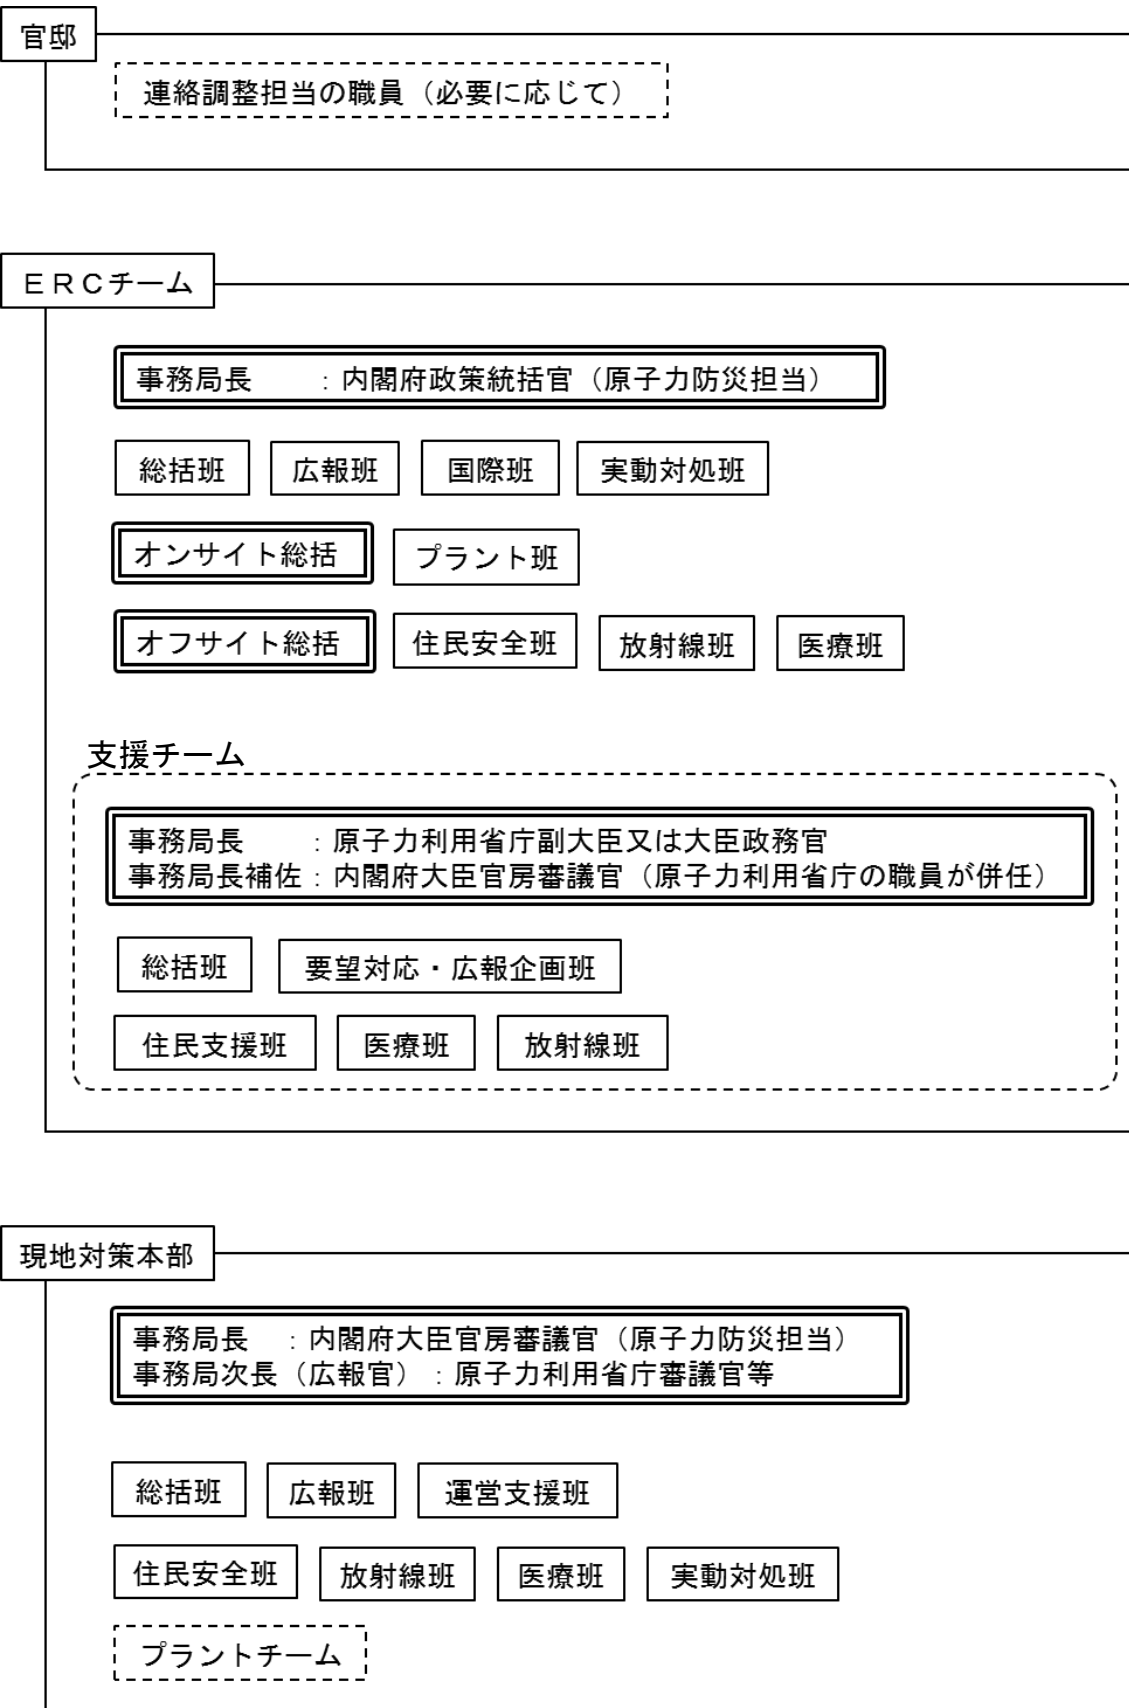 官邸
連絡調整担当の職員（必要に応じて）
ＥＲＣチーム
事務局長　　：内閣府政策統括官（原子力防災担当）
総括班　広報班　国際班　実動対処班
オンサイト総括　プラント班
オフサイト総括　住民安全班　放射線班　医療班
支援チーム
事務局長　　：原子力利用省庁副大臣又は大臣政務官
事務局長補佐：内閣府大臣官房審議官（原子力利用省庁の職員が併任）
総括班　要望対応・広報企画班
住民支援班　医療班　放射線班
現地対策本部
事務局長　：内閣府大臣官房審議官（原子力防災担当）
事務局次長（広報官）：原子力利用省庁審議官等
総括班　広報班　運営支援班
住民安全班　放射線班　医療班　実動対処班
プラントチーム